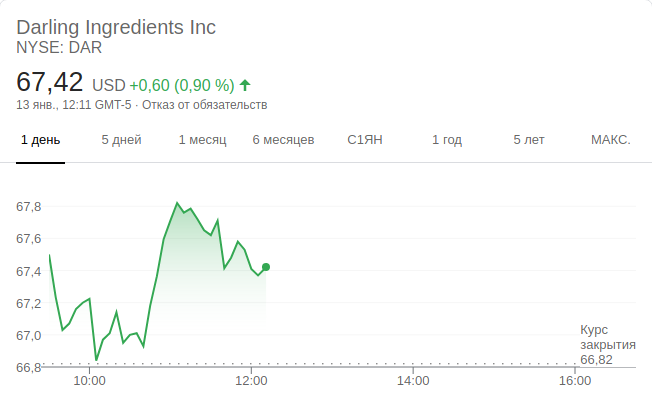 Darling Ingredients Inc
NYSE: DAR
67,42 USD +0,60 (0,90 %)
13 янв., 12:11 GMT-5 · Отказ от обязательств
1 день 5 дней 1 месяц 6 месяцев С1ЯН 1 год 5 лет МАКС.
67,8
67,6
67,4
67,2
67,0
66,8
Курс
закрытия
66,82
10:00 12:00 14:00 16:00